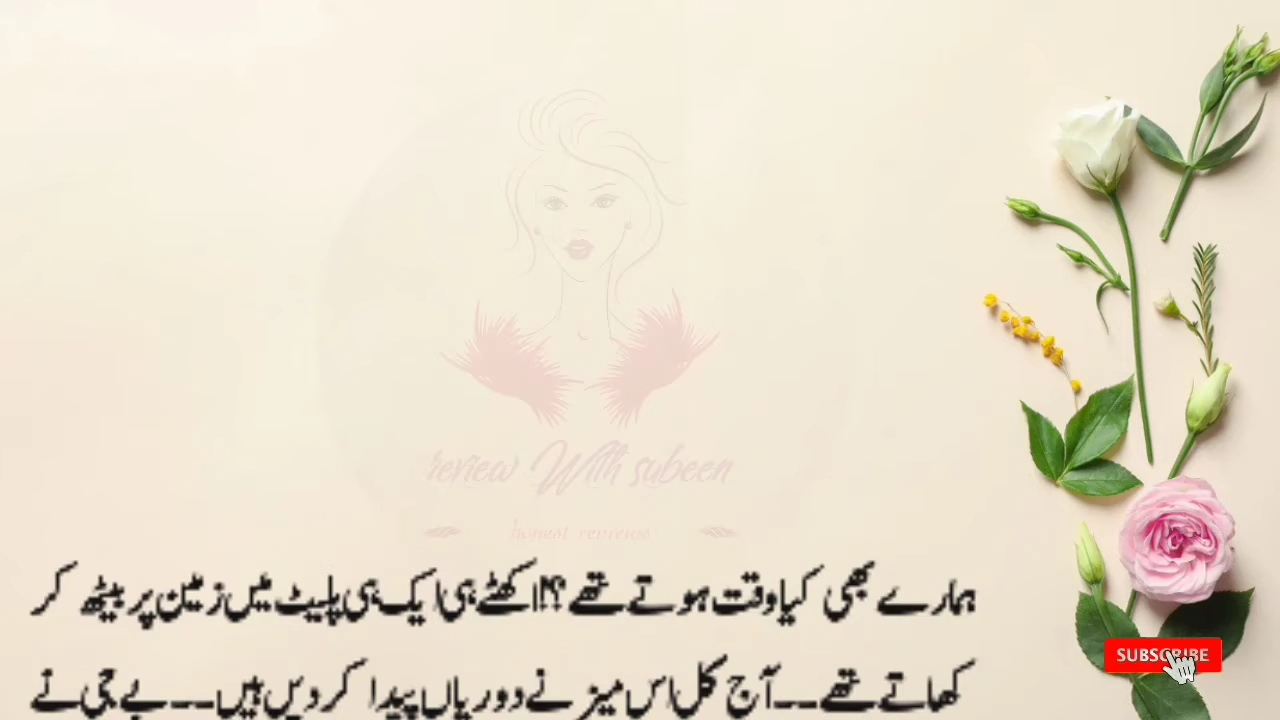 review With subeen
honest reviews
ہمارے بھی کیا وقت ہوتے تھے ؟!اکھٹے ہی ایک ہی پلیٹ میں زمین پر بیٹھ کر
SUBSCRIBE
کھاتے تھے۔۔آج کل اس میز نے دوریاں پیدا کر دیں ہیں۔۔بے جی نے